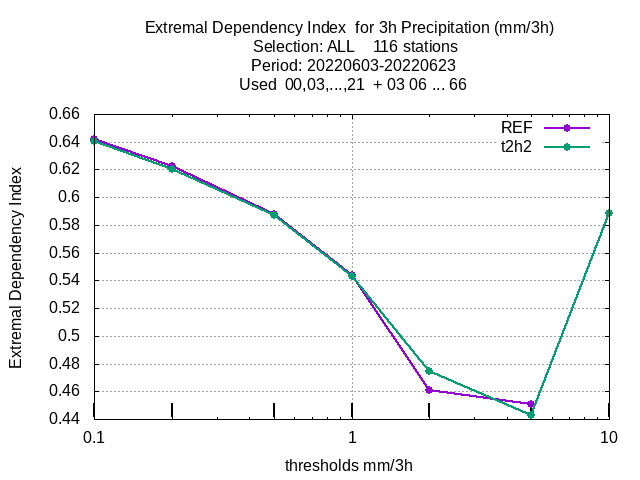 Extremal Dependency Index  for 3h Precipitation (mm/3h)
Selection: ALL    116 stations
Period: 20220603-20220623
Used  00,03,...,21  + 03 06 ... 66
REF
t2h2
Extremal Dependency Index
0.66
0.64
0.62
0.6
0.58
0.56
0.54
0.52
0.5
0.48
0.46
0.44
0.1
1
10
thresholds mm/3h